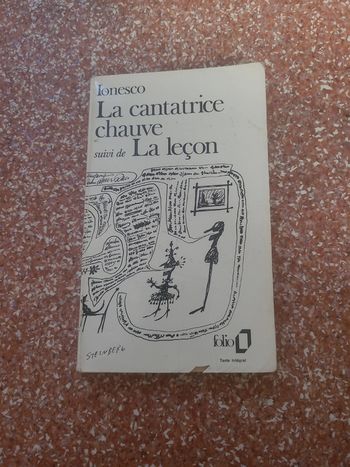 Ionesco
La cantatrice
chauve
suivi de La leçon
STEINBERG
folio
Texte intégral